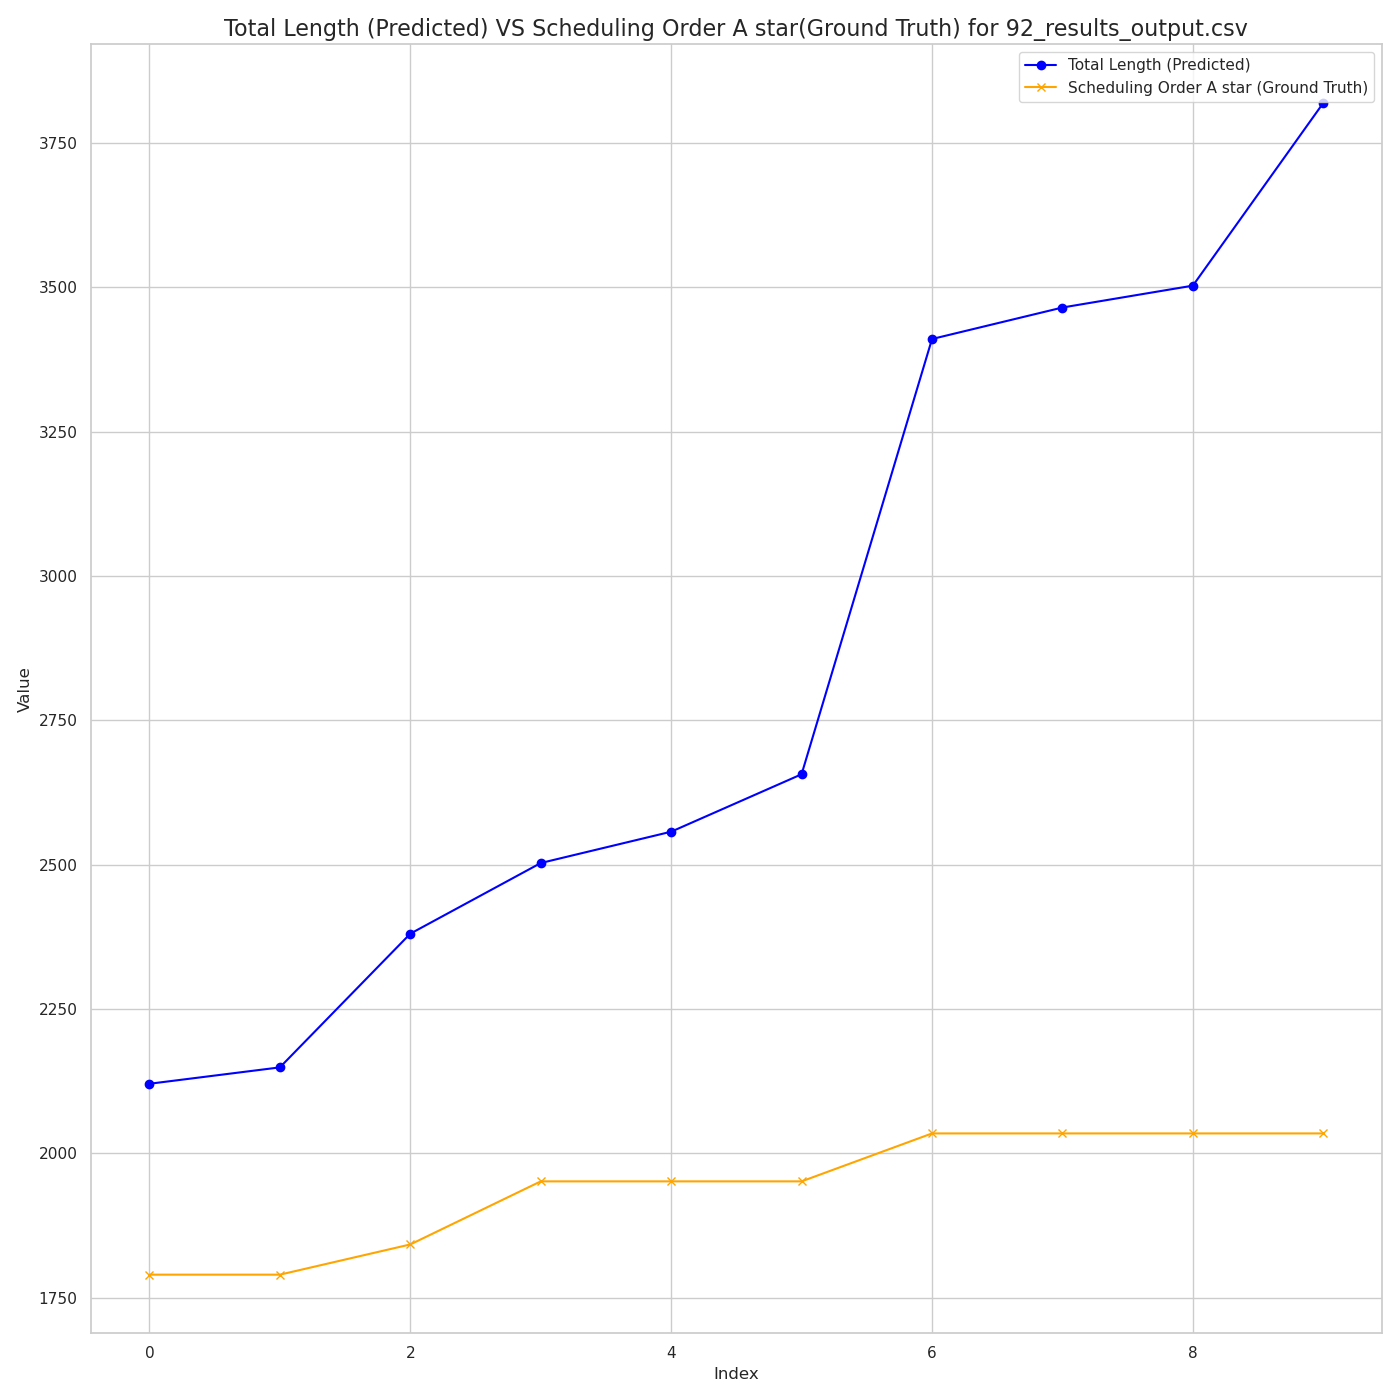 Total Length (Predicted) VS Scheduling Order A star(Ground Truth) for 92_results_output.csv
Total Length (Predicted)
Scheduling Order A star (Ground Truth)
3750
3500
3250
3000
2750
2500
2250
2000
1750
Value
0 2 4 6 8
Index